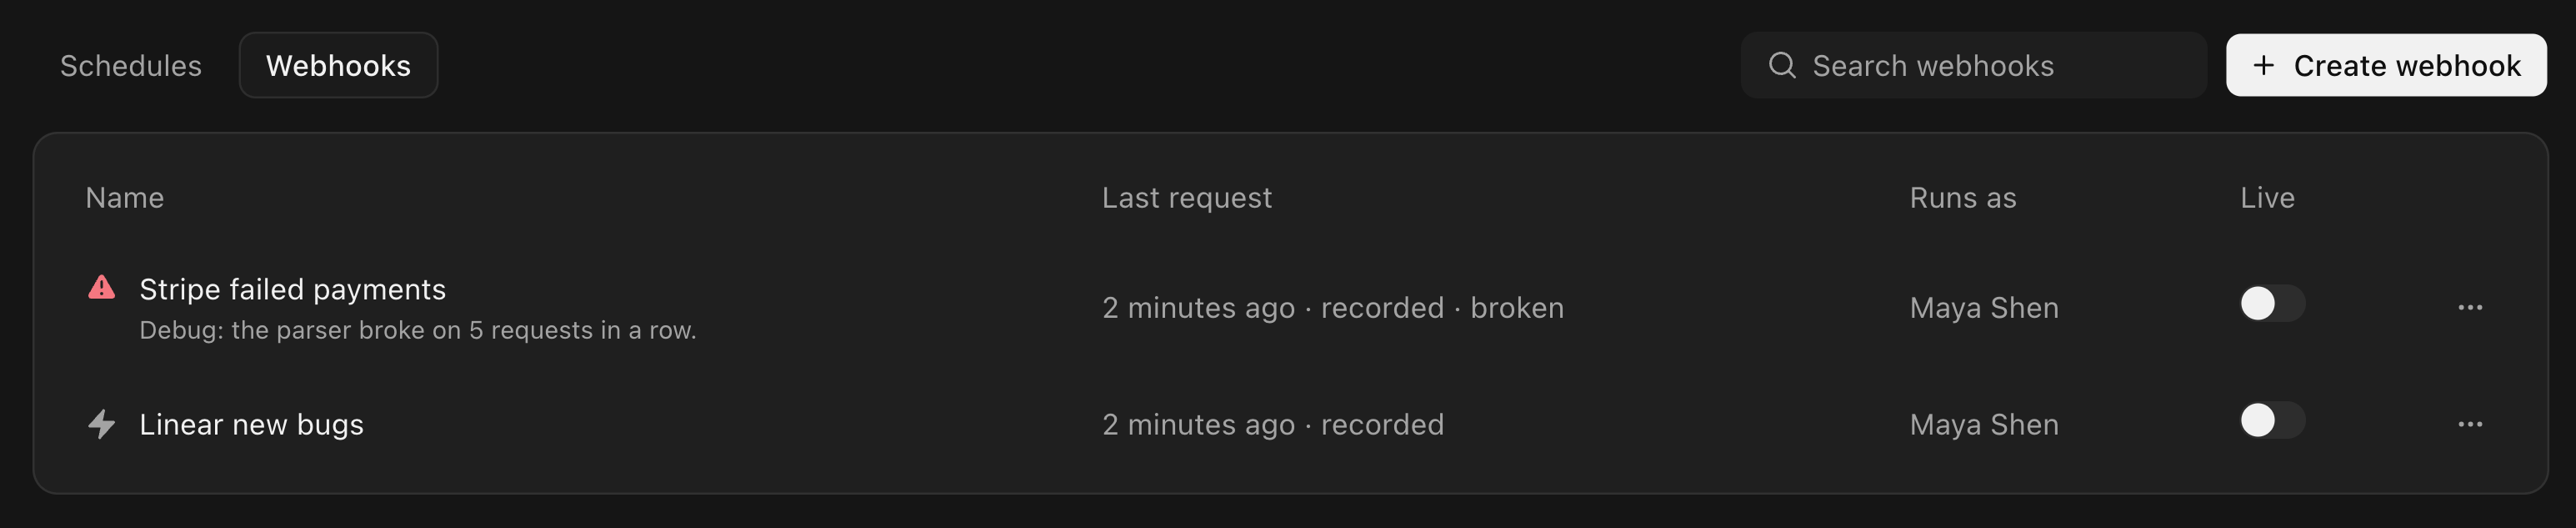 Schedules
Webhooks
Search webhooks
+ Create webhook
Name
Last request
Runs as
Live
Stripe failed payments
Debug: the parser broke on 5 requests in a row.
2 minutes ago · recorded · broken
Maya Shen
Linear new bugs
2 minutes ago · recorded
Maya Shen